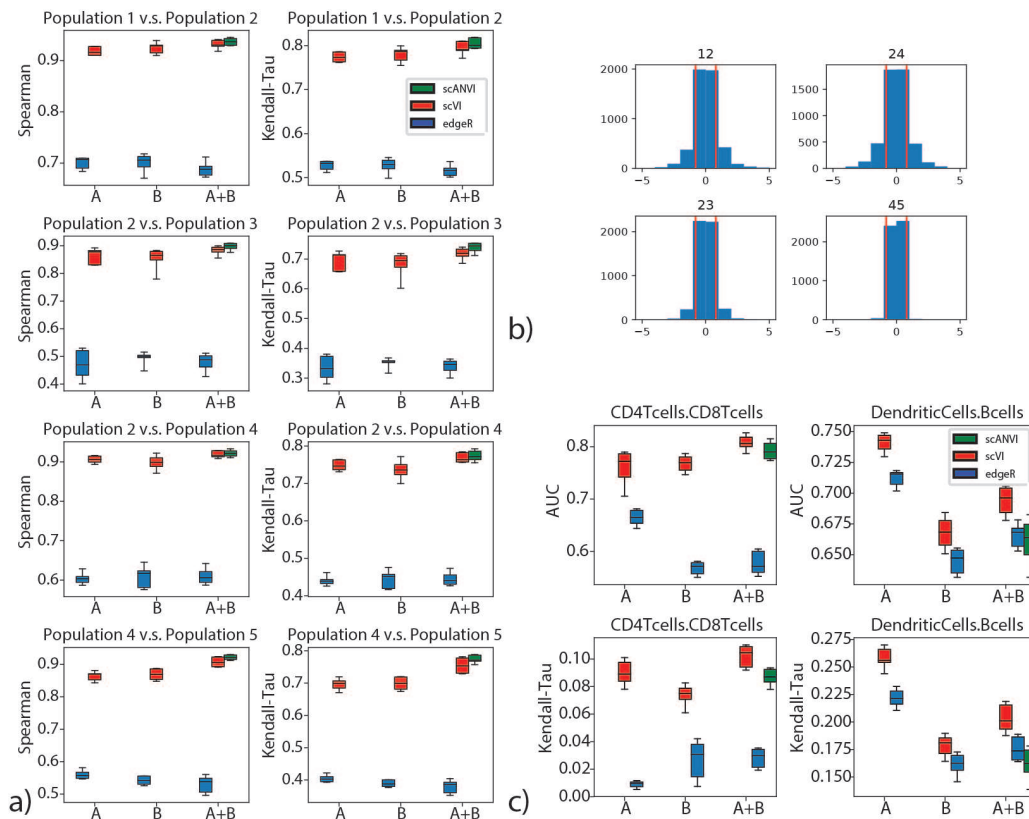 Population 1 v.s. Population 2
Spearman
0.9
0.8
0.7
A
B
A+B
Population 1 v.s. Population 2
Kendall-Tau
0.8
0.7
0.6
0.5
scANVI
scVI
edgeR
A
B
A+B
Population 2 v.s. Population 3
Spearman
0.9
0.8
0.7
0.6
0.5
0.4
A
B
A+B
Population 2 v.s. Population 3
Kendall-Tau
0.7
0.6
0.5
0.4
0.3
A
B
A+B
Population 2 v.s. Population 4
Spearman
0.9
0.8
0.7
0.6
A
B
A+B
Population 2 v.s. Population 4
Kendall-Tau
0.8
0.7
0.6
0.5
0.4
A
B
A+B
Population 4 v.s. Population 5
Spearman
0.9
0.8
0.7
0.6
0.5
A
B
A+B
Population 4 v.s. Population 5
Kendall-Tau
0.8
0.7
0.6
0.5
0.4
A
B
A+B
a)
12
2000
1000
0
−5
0
5
24
1500
1000
500
0
−5
0
5
23
2000
1000
0
−5
0
5
45
2000
1000
0
−5
0
5
b)
CD4Tcells.CD8Tcells
AUC
0.8
0.7
0.6
A
B
A+B
DendriticCells.Bcells
AUC
0.750
0.725
0.700
0.675
0.650
scANVI
scVI
edgeR
A
B
A+B
CD4Tcells.CD8Tcells
Kendall-Tau
0.10
0.08
0.06
0.04
0.02
0.00
A
B
A+B
DendriticCells.Bcells
Kendall-Tau
0.275
0.250
0.225
0.200
0.175
0.150
A
B
A+B
c)